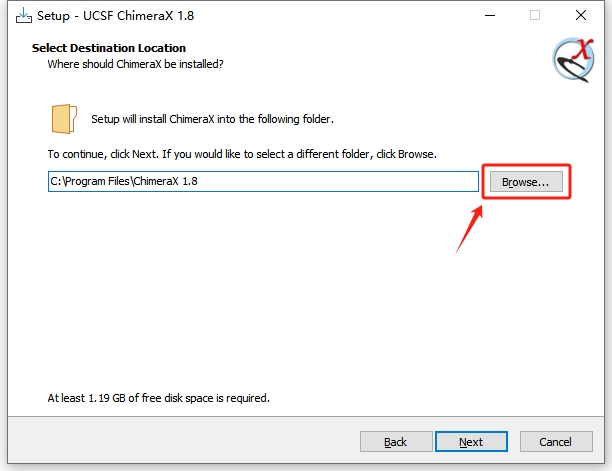 Setup - UCSF ChimeraX 1.8
Select Destination Location
Where should ChimeraX be installed?
X
Setup will install ChimeraX into the following folder.
To continue, click Next. If you would like to select a different folder, click Browse.
C:\Program Files\ChimeraX 1.8
Browse...
At least 1.19 GB of free disk space is required.
Back
Next
Cancel